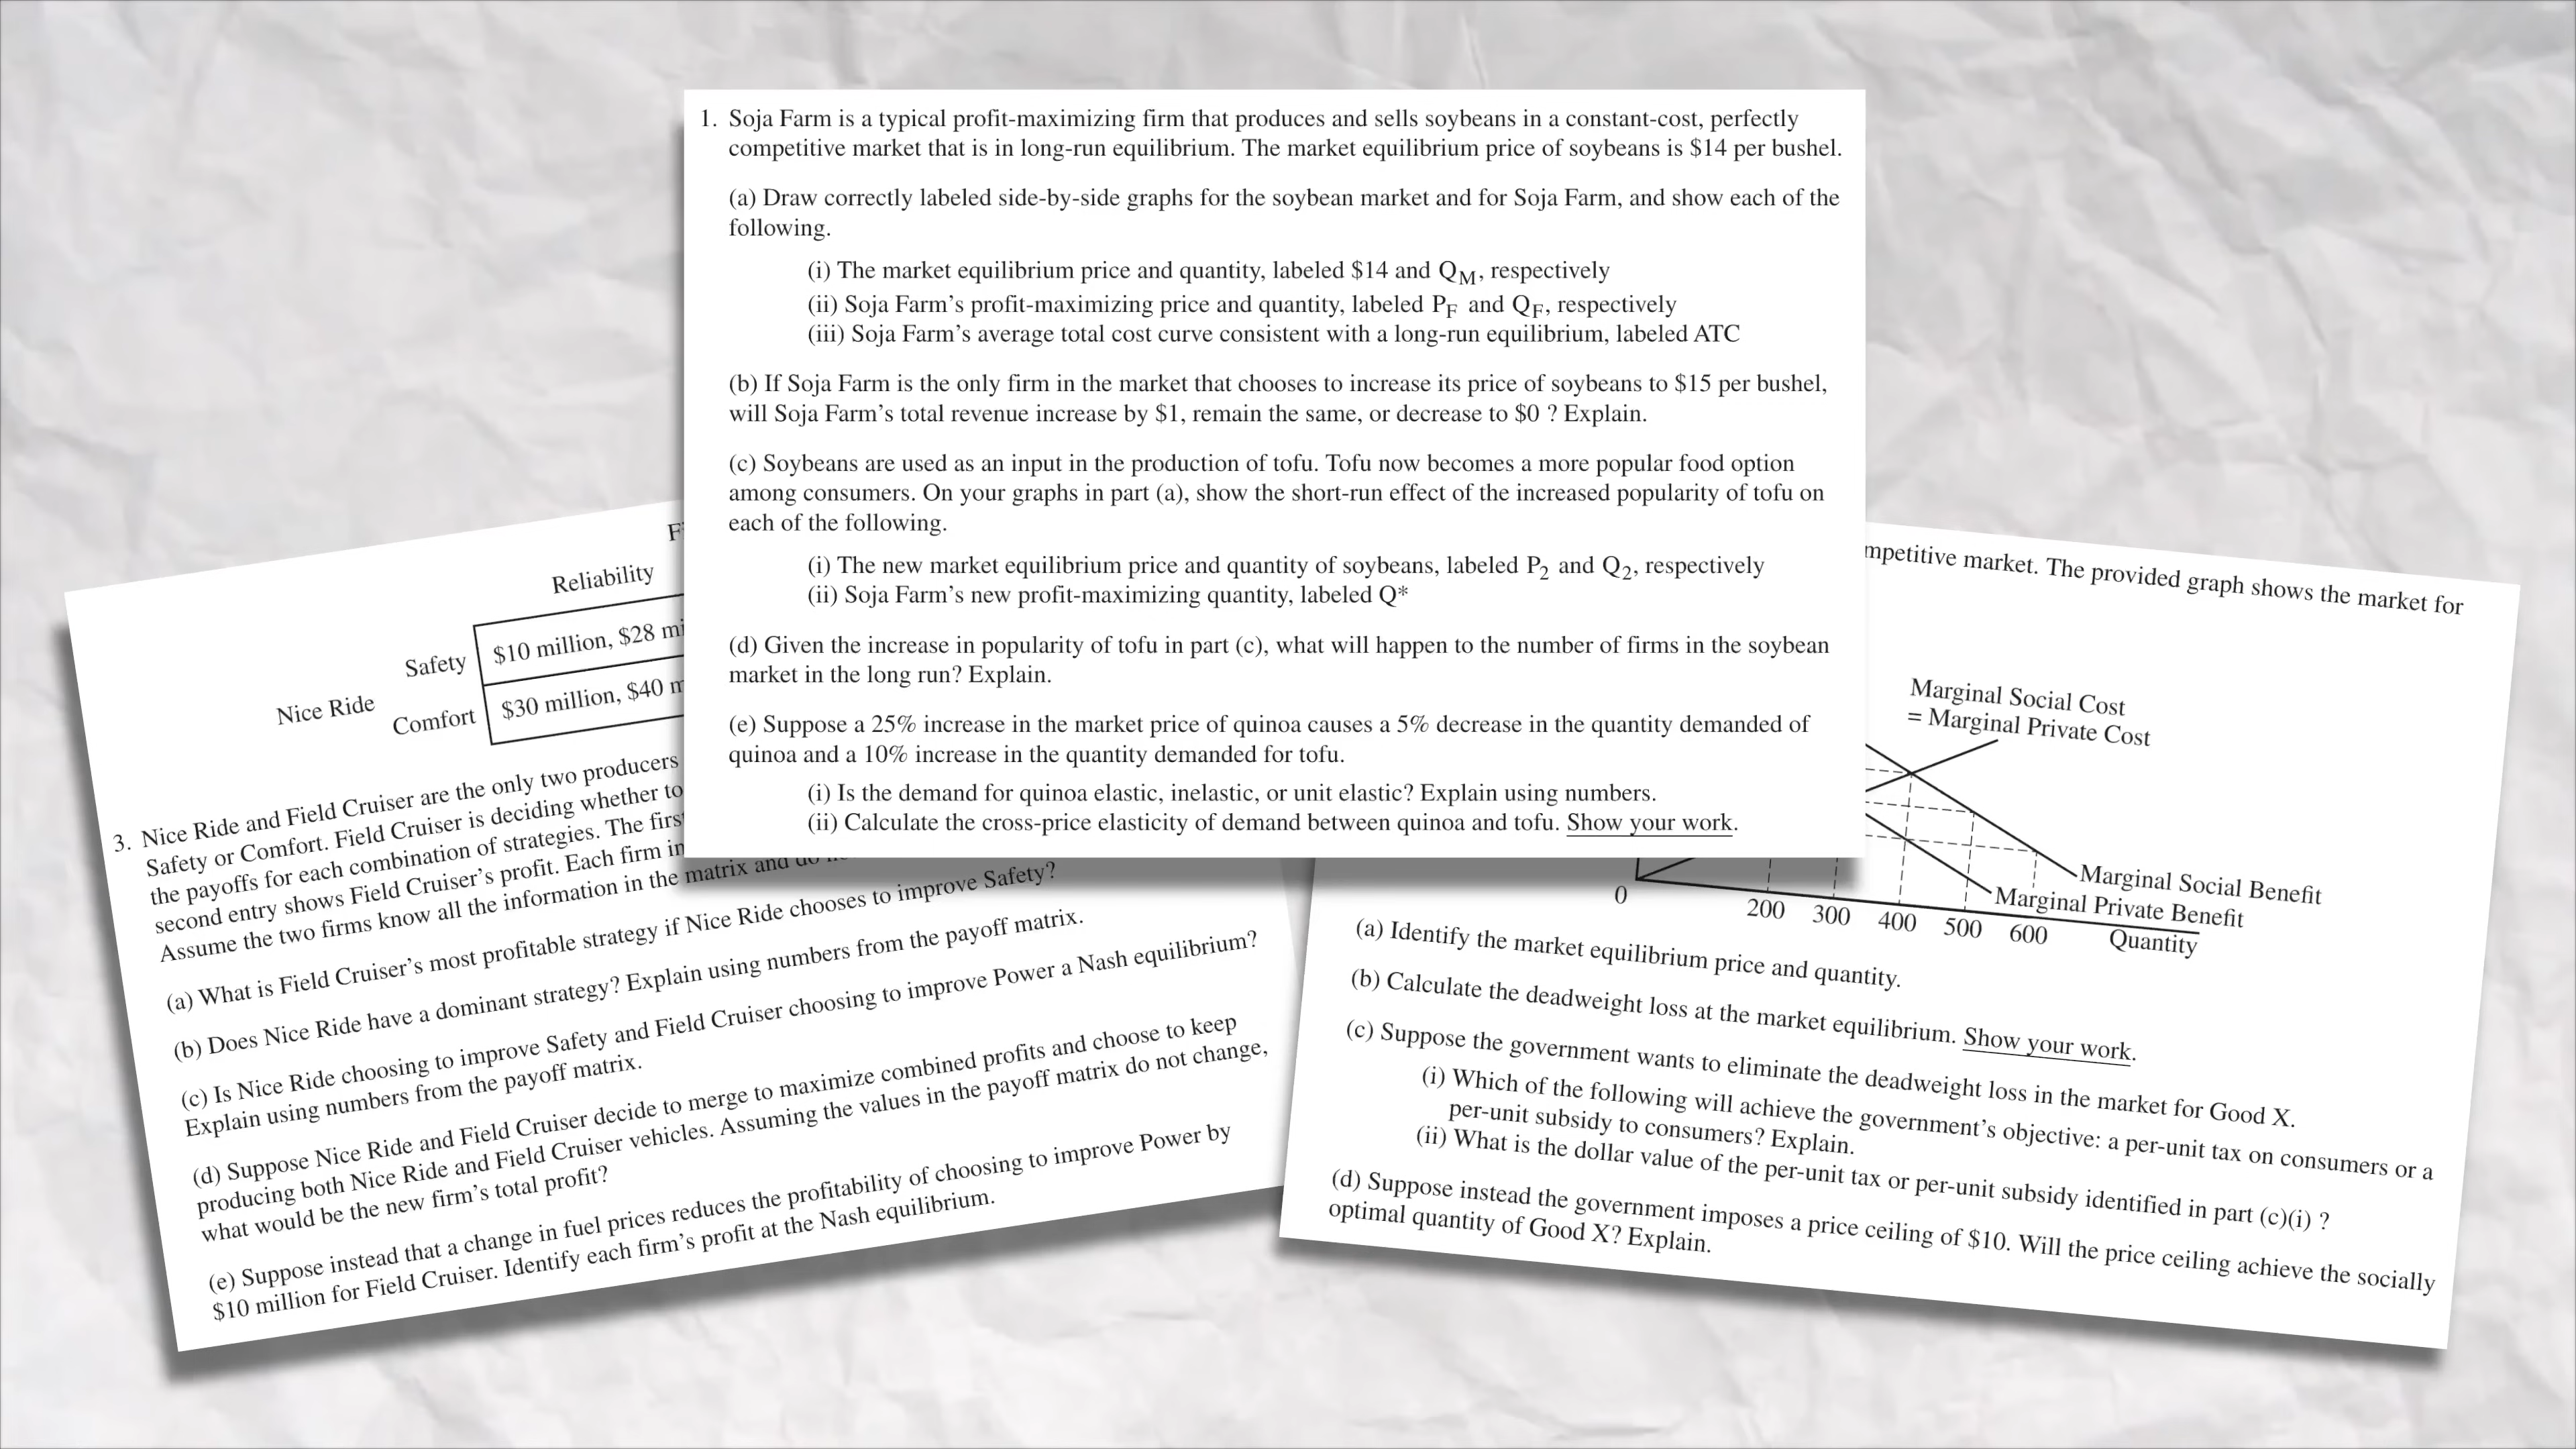 1. Soja Farm is a typical profit-maximizing firm that produces and sells soybeans in a constant-cost, perfectly
competitive market that is in long-run equilibrium. The market equilibrium price of soybeans is $14 per bushel.
(a) Draw correctly labeled side-by-side graphs for the soybean market and for Soja Farm, and show each of the
following.
(i) The market equilibrium price and quantity, labeled $14 and Q_M, respectively
(ii) Soja Farm’s profit-maximizing price and quantity, labeled P_F and Q_F, respectively
(iii) Soja Farm’s average total cost curve consistent with a long-run equilibrium, labeled ATC
(b) If Soja Farm is the only firm in the market that chooses to increase its price of soybeans to $15 per bushel,
will Soja Farm’s total revenue increase by $1, remain the same, or decrease to $0 ? Explain.
(c) Soybeans are used as an input in the production of tofu. Tofu now becomes a more popular food option
among consumers. On your graphs in part (a), show the short-run effect of the increased popularity of tofu on
each of the following.
(i) The new market equilibrium price and quantity of soybeans, labeled P₂ and Q₂, respectively
(ii) Soja Farm’s new profit-maximizing quantity, labeled Q*
(d) Given the increase in popularity of tofu in part (c), what will happen to the number of firms in the soybean
market in the long run? Explain.
(e) Suppose a 25% increase in the market price of quinoa causes a 5% decrease in the quantity demanded of
quinoa and a 10% increase in the quantity demanded for tofu.
(i) Is the demand for quinoa elastic, inelastic, or unit elastic? Explain using numbers.
(ii) Calculate the cross-price elasticity of demand between quinoa and tofu. Show your work.
Reliability
Safety
$10 million, $28
Nice Ride
Comfort
$30 million, $40
3. Nice Ride and Field Cruiser are the only two producers
Safety or Comfort. Field Cruiser is deciding whether to
the payoffs for each combination of strategies. The
second entry shows Field Cruiser’s profit. Each firm
Assume the two firms know all the information in the matrix and
(a) What is Field Cruiser’s most profitable strategy if Nice Ride chooses to improve Safety?
(b) Does Nice Ride have a dominant strategy? Explain using numbers from the payoff matrix.
(c) Is Nice Ride choosing to improve Safety and Field Cruiser choosing to improve Power a Nash equilibrium?
Explain using numbers from the payoff matrix.
(d) Suppose Nice Ride and Field Cruiser decide to merge to maximize combined profits and choose to keep
producing both Nice Ride and Field Cruiser vehicles. Assuming the values in the payoff matrix do not change,
what would be the new firm’s total profit?
(e) Suppose instead that a change in fuel prices reduces the profitability of choosing to improve Power by
$10 million for Field Cruiser. Identify each firm’s profit at the Nash equilibrium.
market. The provided graph shows the market for
Marginal Social Cost
= Marginal Private Cost
Marginal Social Benefit
Marginal Private Benefit
0
200 300 400 500 600
Quantity
(a) Identify the market equilibrium price and quantity.
(b) Calculate the deadweight loss at the market equilibrium. Show your work.
(c) Suppose the government wants to eliminate the deadweight loss in the market for Good X.
(i) Which of the following will achieve the government’s objective: a per-unit tax on consumers or a
per-unit subsidy to consumers? Explain.
(ii) What is the dollar value of the per-unit tax or per-unit subsidy identified in part (c)(i) ?
(d) Suppose instead the government imposes a price ceiling of $10. Will the price ceiling achieve the socially
optimal quantity of Good X? Explain.